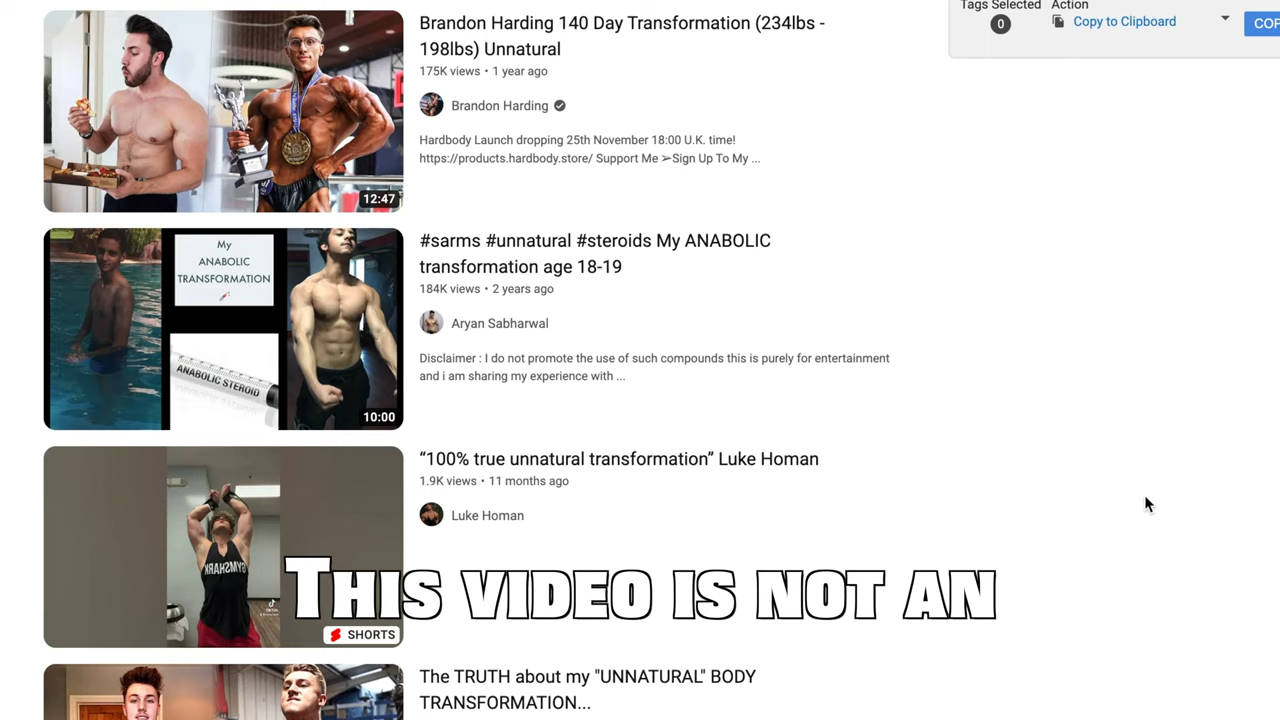 Tags Selected
Action
0
Copy to Clipboard
Brandon Harding 140 Day Transformation (234lbs -
198lbs) Unnatural
175K views • 1 year ago
Brandon Harding
Hardbody Launch dropping 25th November 18:00 U.K. time!
https://products.hardbody.store/ Support Me ➢Sign Up To My ...
12:47
My
ANABOLIC
TRANSFORMATION
ANABOLIC STEROID
10:00
#sarms #unnatural #steroids My ANABOLIC
transformation age 18-19
184K views • 2 years ago
Aryan Sabharwal
Disclaimer : I do not promote the use of such compounds this is purely for entertainment
and i am sharing my experience with ...
“100% true unnatural transformation” Luke Homan
1.9K views • 11 months ago
Luke Homan
GYMSHARK
SHORTS
THIS VIDEO IS NOT AN
The TRUTH about my "UNNATURAL" BODY
TRANSFORMATION...